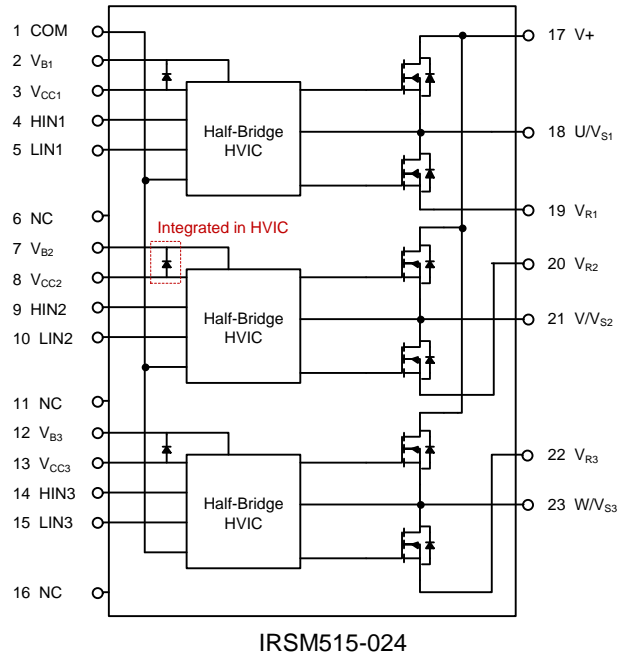 1 COM
2 VB1
3 VCC1
4 HIN1
5 LIN1
6 NC
7 VB2
8 VCC2
9 HIN2
10 LIN2
11 NC
12 VB3
13 VCC3
14 HIN3
15 LIN3
16 NC
Half-Bridge
HVIC
Integrated in HVIC
Half-Bridge
HVIC
Half-Bridge
HVIC
17 V+
18 U/VS1
19 VR1
20 VR2
21 V/VS2
22 VR3
23 W/VS3
IRSM515-024